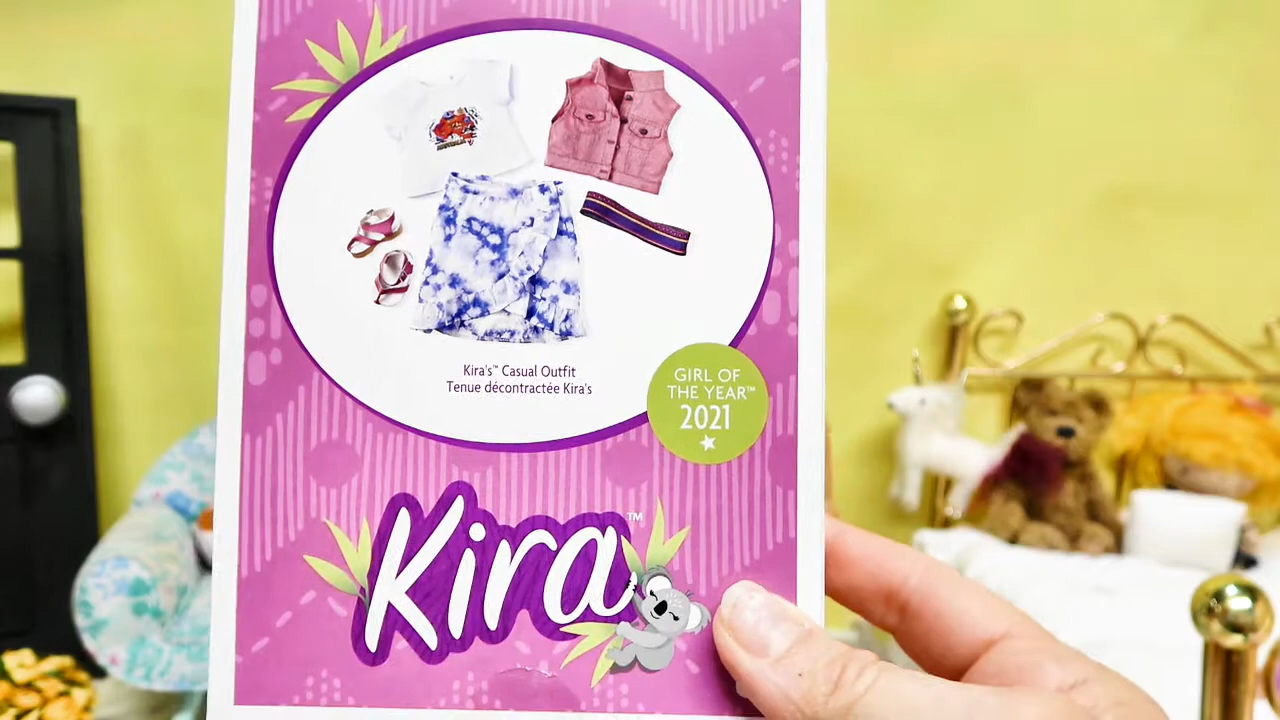 Kira's™ Casual Outfit
Tenue décontractée Kira's
GIRL OF
THE YEAR™
2021
Kira™